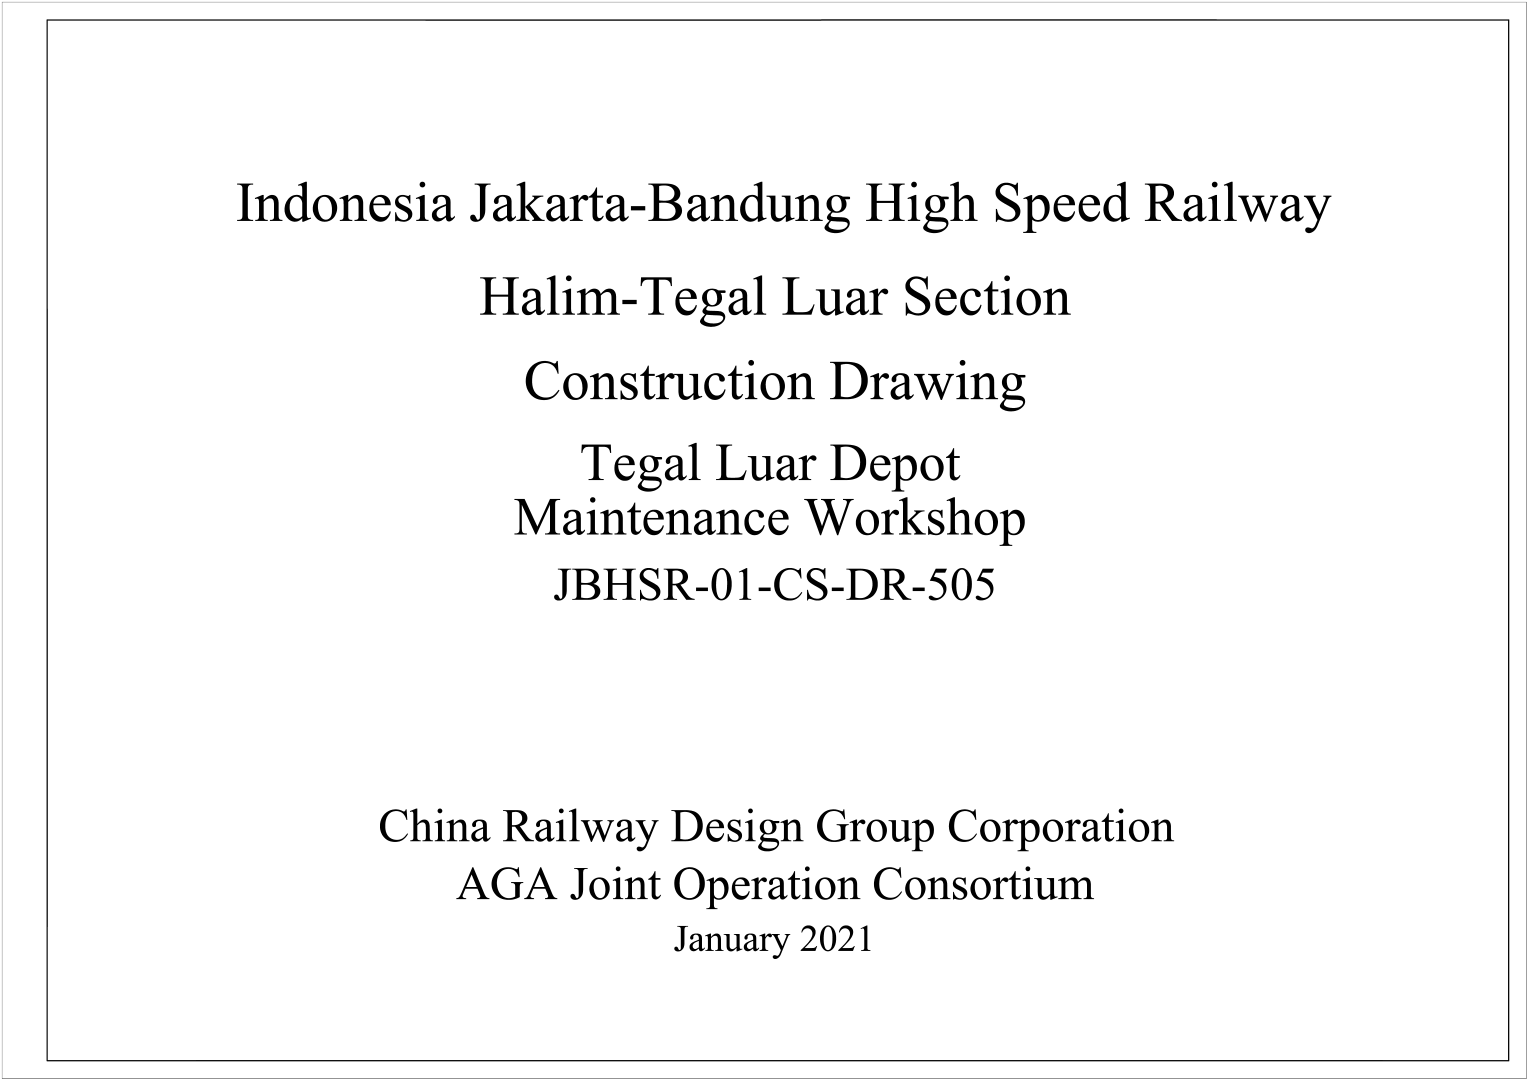 Indonesia Jakarta-Bandung High Speed Railway
Halim-Tegal Luar Section
Construction Drawing
Tegal Luar Depot
Maintenance Workshop
JBHSR-01-CS-DR-505
China Railway Design Group Corporation
AGA Joint Operation Consortium
January 2021